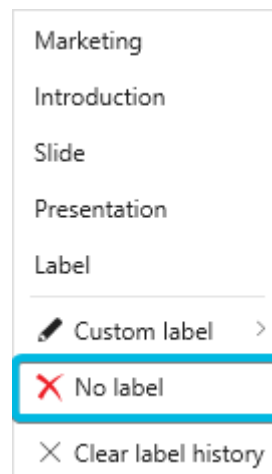 Marketing
Introduction
Slide
Presentation
Label
Custom label
No label
Clear label history